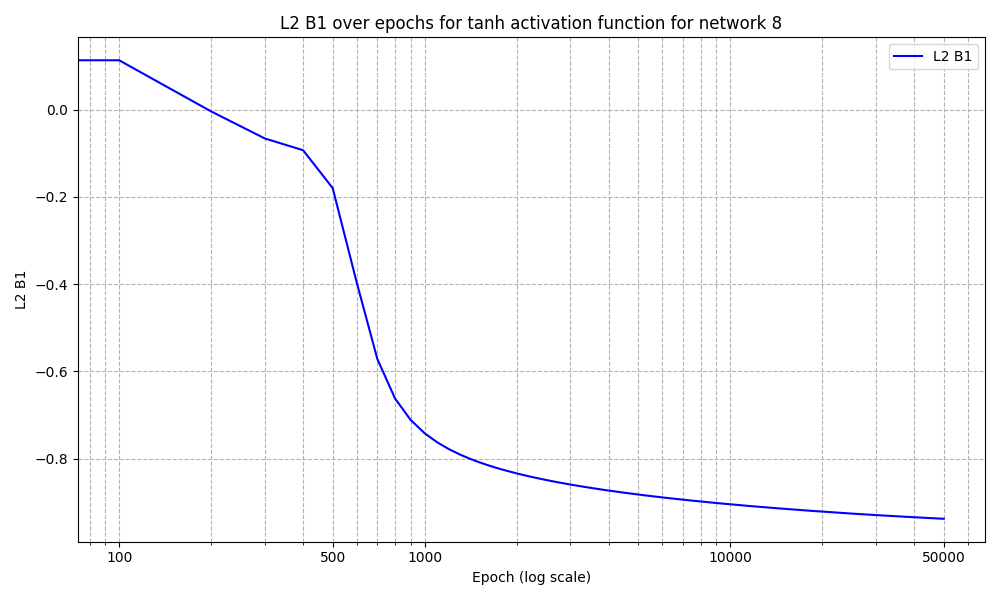 L2 B1 over epochs for tanh activation function for network 8
L2 B1
0.0
−0.2
−0.4
−0.6
−0.8
L2 B1
100
500
1000
10000
50000
Epoch (log scale)